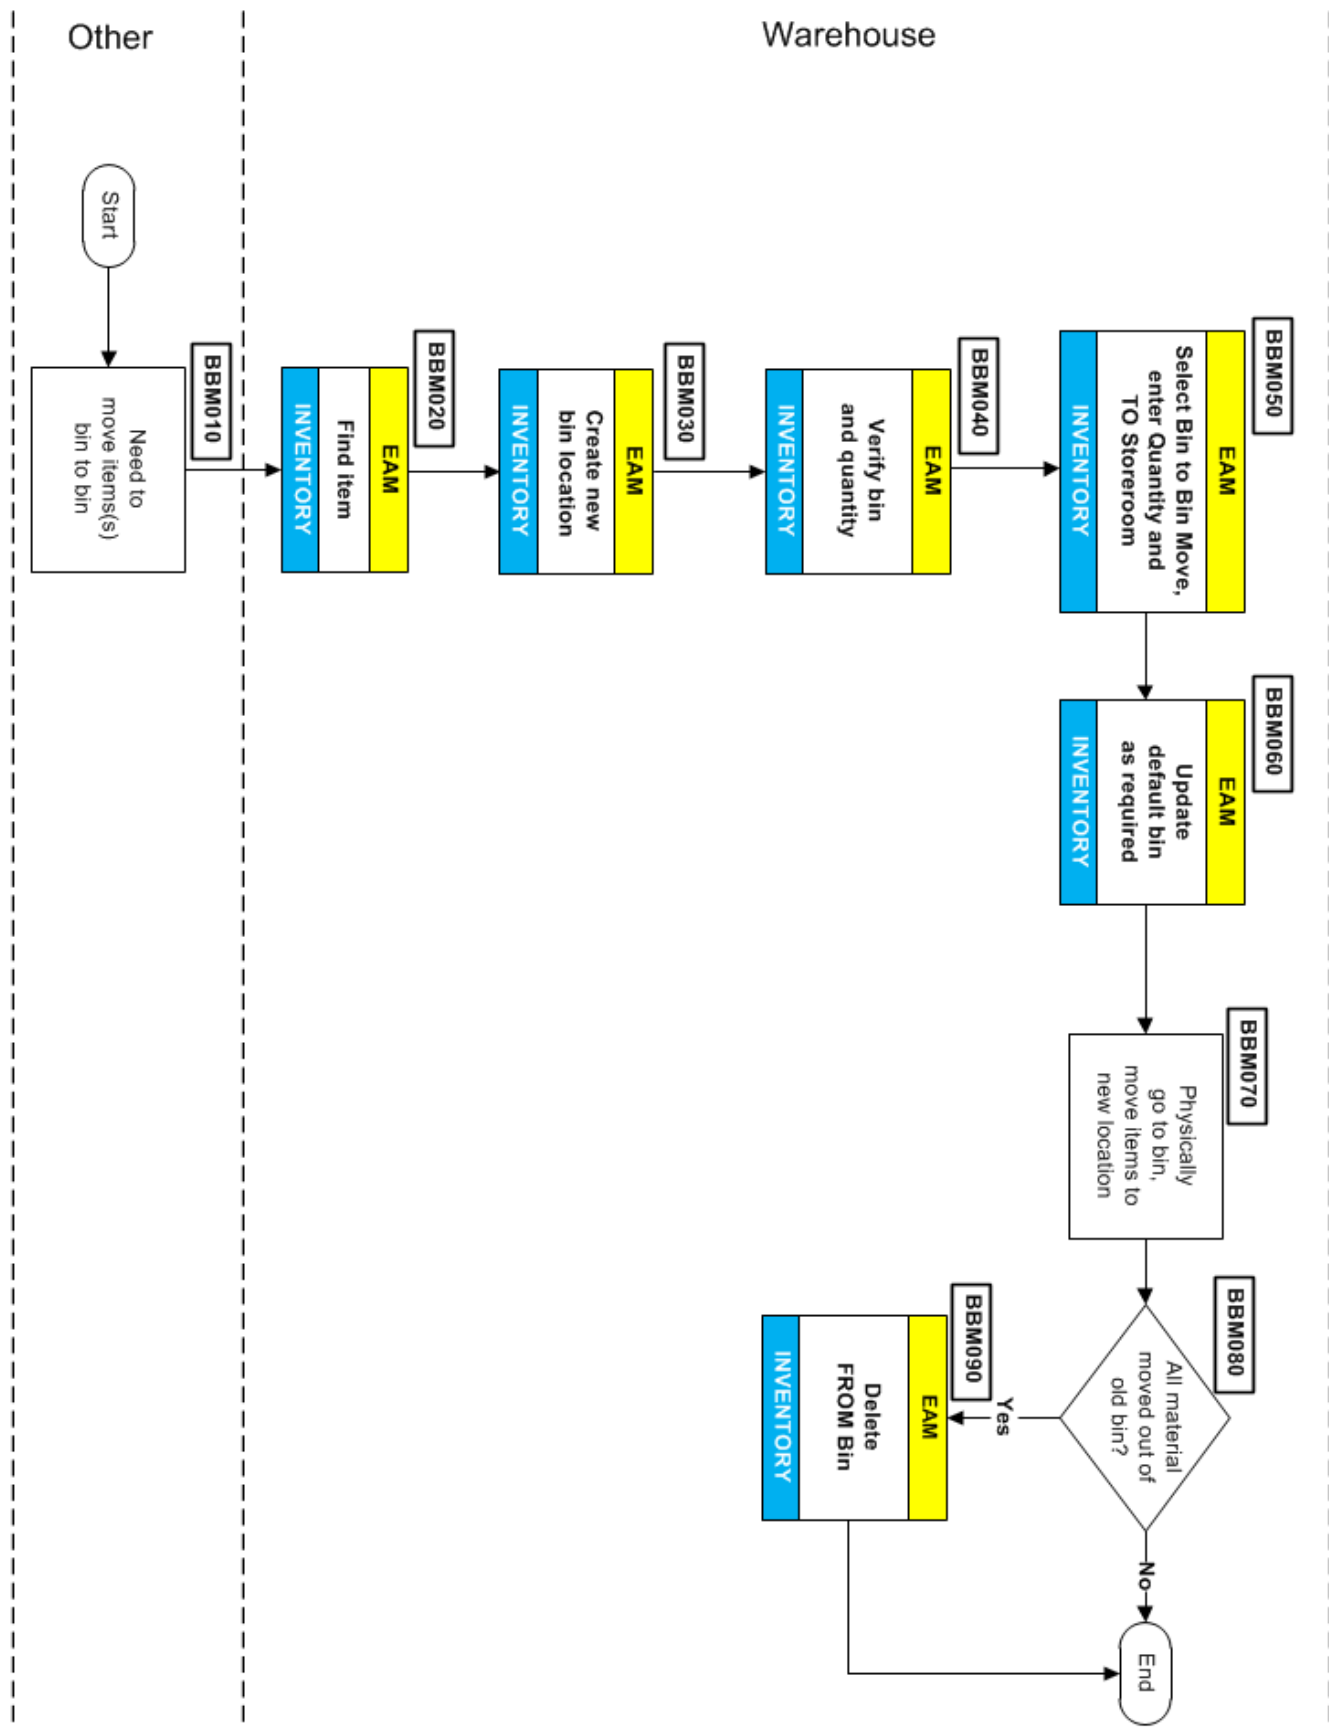 Other
Warehouse
Start
BBM010
Need to
move items(s)
bin to bin
BBM020
EAM
Find item
INVENTORY
BBM030
EAM
Create new
bin location
INVENTORY
BBM040
EAM
Verify bin
and quantity
INVENTORY
BBM050
EAM
Select Bin to Bin Move,
enter Quantity and
TO Storeroom
INVENTORY
BBM060
EAM
Update
default bin
as required
INVENTORY
BBM070
Physically
go to bin,
move items to
new location
BBM080
All material
moved out of
old bin?
Yes
No
BBM090
EAM
Delete
FROM Bin
INVENTORY
End